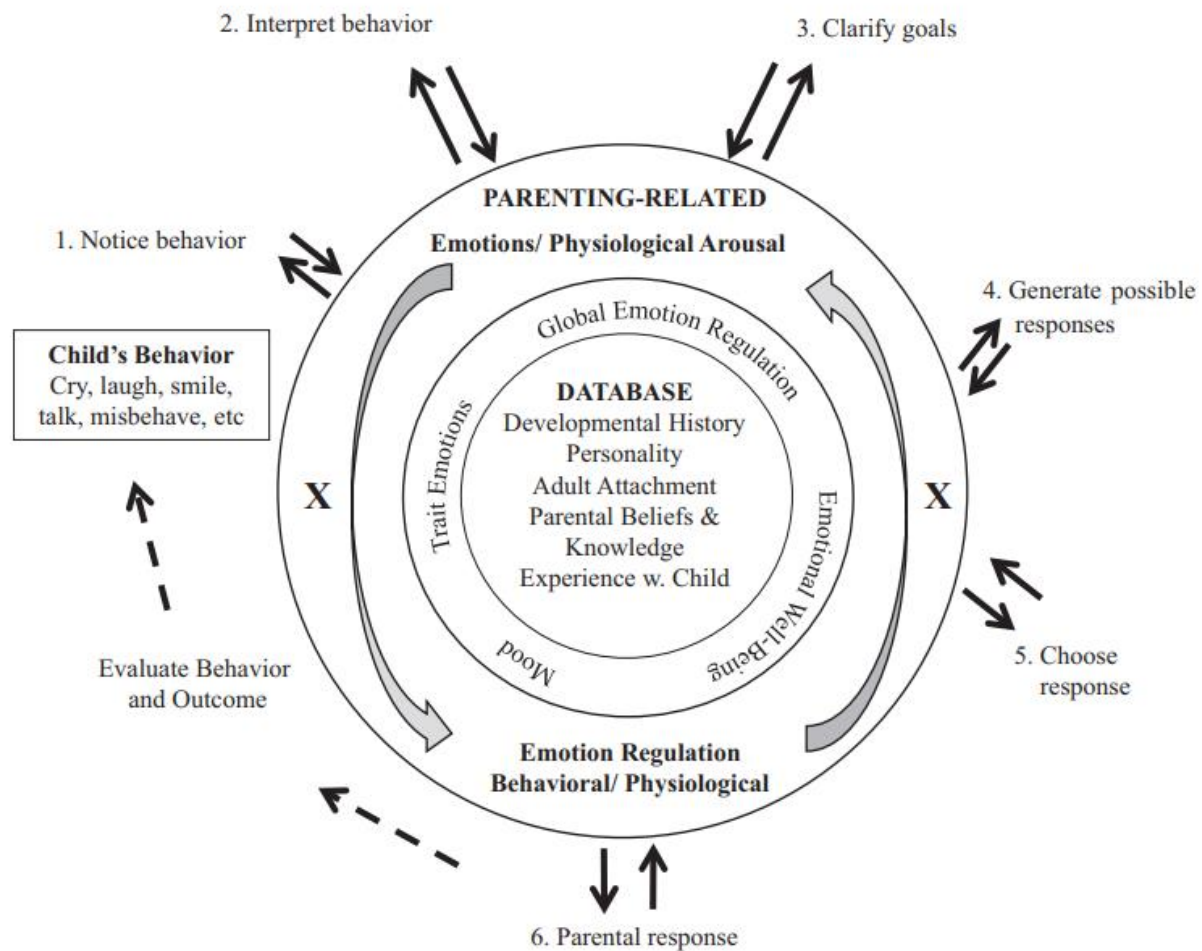 2. Interpret behavior
3. Clarify goals
PARENTING-RELATED
Emotions/ Physiological Arousal
1. Notice behavior
4. Generate possible
responses
Global Emotion Regulation
Child's Behavior
Cry, laugh, smile,
talk, misbehave, etc
DATABASE
Developmental History
Personality
Adult Attachment
Parental Beliefs &
Knowledge
Experience w. Child
Trait Emotions
X
X
Emotional Well-Being
Mood
5. Choose
response
Evaluate Behavior
and Outcome
Emotion Regulation
Behavioral/ Physiological
6. Parental response